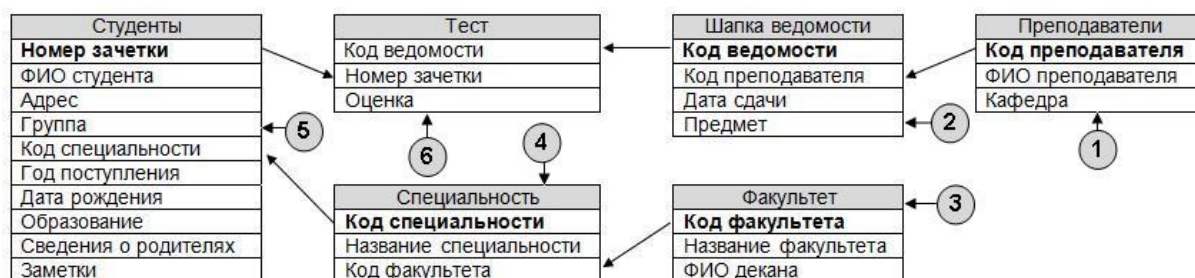 Студенты
Номер зачетки
ФИО студента
Адрес
Группа
Код специальности
Год поступления
Дата рождения
Образование
Сведения о родителях
Заметки
Тест
Код ведомости
Номер зачетки
Оценка
Шапка ведомости
Код ведомости
Код преподавателя
Дата сдачи
Предмет
Преподаватели
Код преподавателя
ФИО преподавателя
Кафедра
5
6
4
2
1
Специальность
Код специальности
Название специальности
Код факультета
Факультет
Код факультета
Название факультета
ФИО декана
3